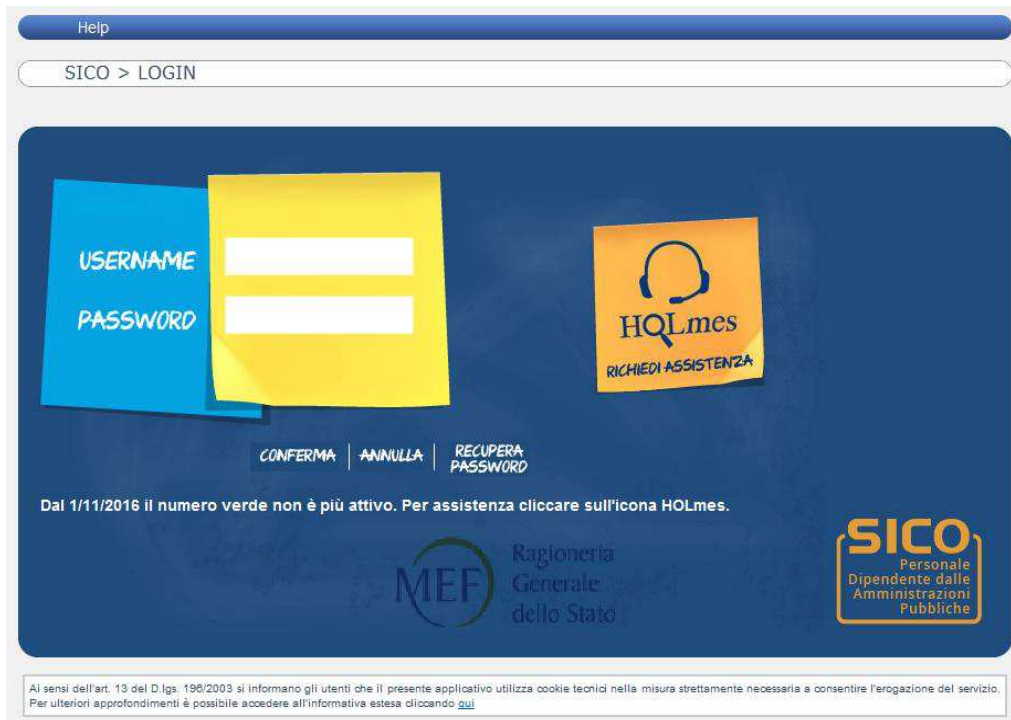 Help
SICO > LOGIN
USERNAME
PASSWORD
HOLmes
RICHIEDI ASSISTENZA
CONFERMA | ANNULLA | RECUPERA PASSWORD
Dal 1/11/2016 il numero verde non è più attivo. Per assistenza cliccare sull'icona HOLmes.
MEF
Ragioneria
Generale
dello Stato
SICO
Personale
Dipendente dalle
Amministrazioni
Pubbliche
Ai sensi dell'art. 13 del D.lgs. 196/2003 si informano gli utenti che il presente applicativo utilizza cookie tecnici nella misura strettamente necessaria a consentire l'erogazione del servizio.
Per ulteriori approfondimenti è possibile accedere all'informativa estesa cliccando qui